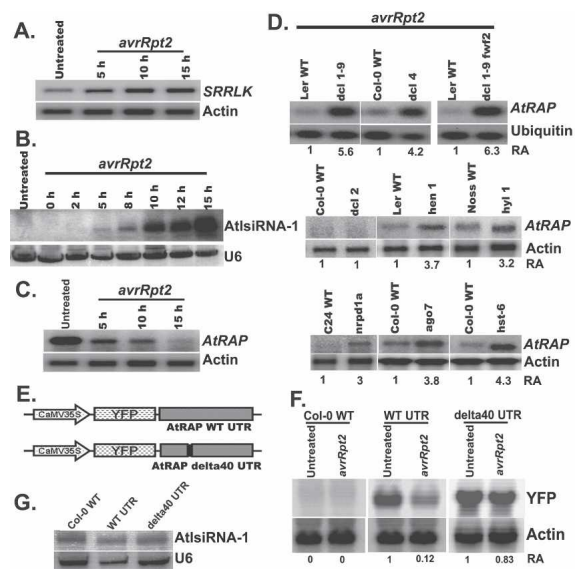 A.
Untreated
avrRpt2
5 h
10 h
15 h
SRRLK
Actin
B.
Untreated
avrRpt2
0 h
2 h
5 h
8 h
10 h
12 h
15 h
AtlsiRNA-1
U6
C.
Untreated
avrRpt2
5 h
10 h
15 h
AtRAP
Actin
D.
avrRpt2
Ler WT
dcl 1-9
Col-0 WT
dcl 4
Ler WT
dcl 1-9 fwf2
AtRAP
Ubiquitin
1 5.6 1 4.2 1 6.3 RA
Col-0 WT
dcl 2
Ler WT
hen 1
Noss WT
hyl 1
AtRAP
Actin
1 1 1 3.7 1 3.2 RA
C24 WT
nrpd1a
Col-0 WT
ago7
Col-0 WT
hst-6
AtRAP
Actin
1 3 1 3.8 1 4.3 RA
E.
CaMV35S YFP
AtRAP WT UTR
CaMV35S YFP
AtRAP delta40 UTR
F.
Col-0 WT WT UTR delta40 UTR
Untreated
avrRpt2
Untreated
avrRpt2
Untreated
avrRpt2
YFP
Actin
0 0 1 0.12 1 0.83 RA
G.
Col-0 WT
WT UTR
delta40 UTR
AtlsiRNA-1
U6